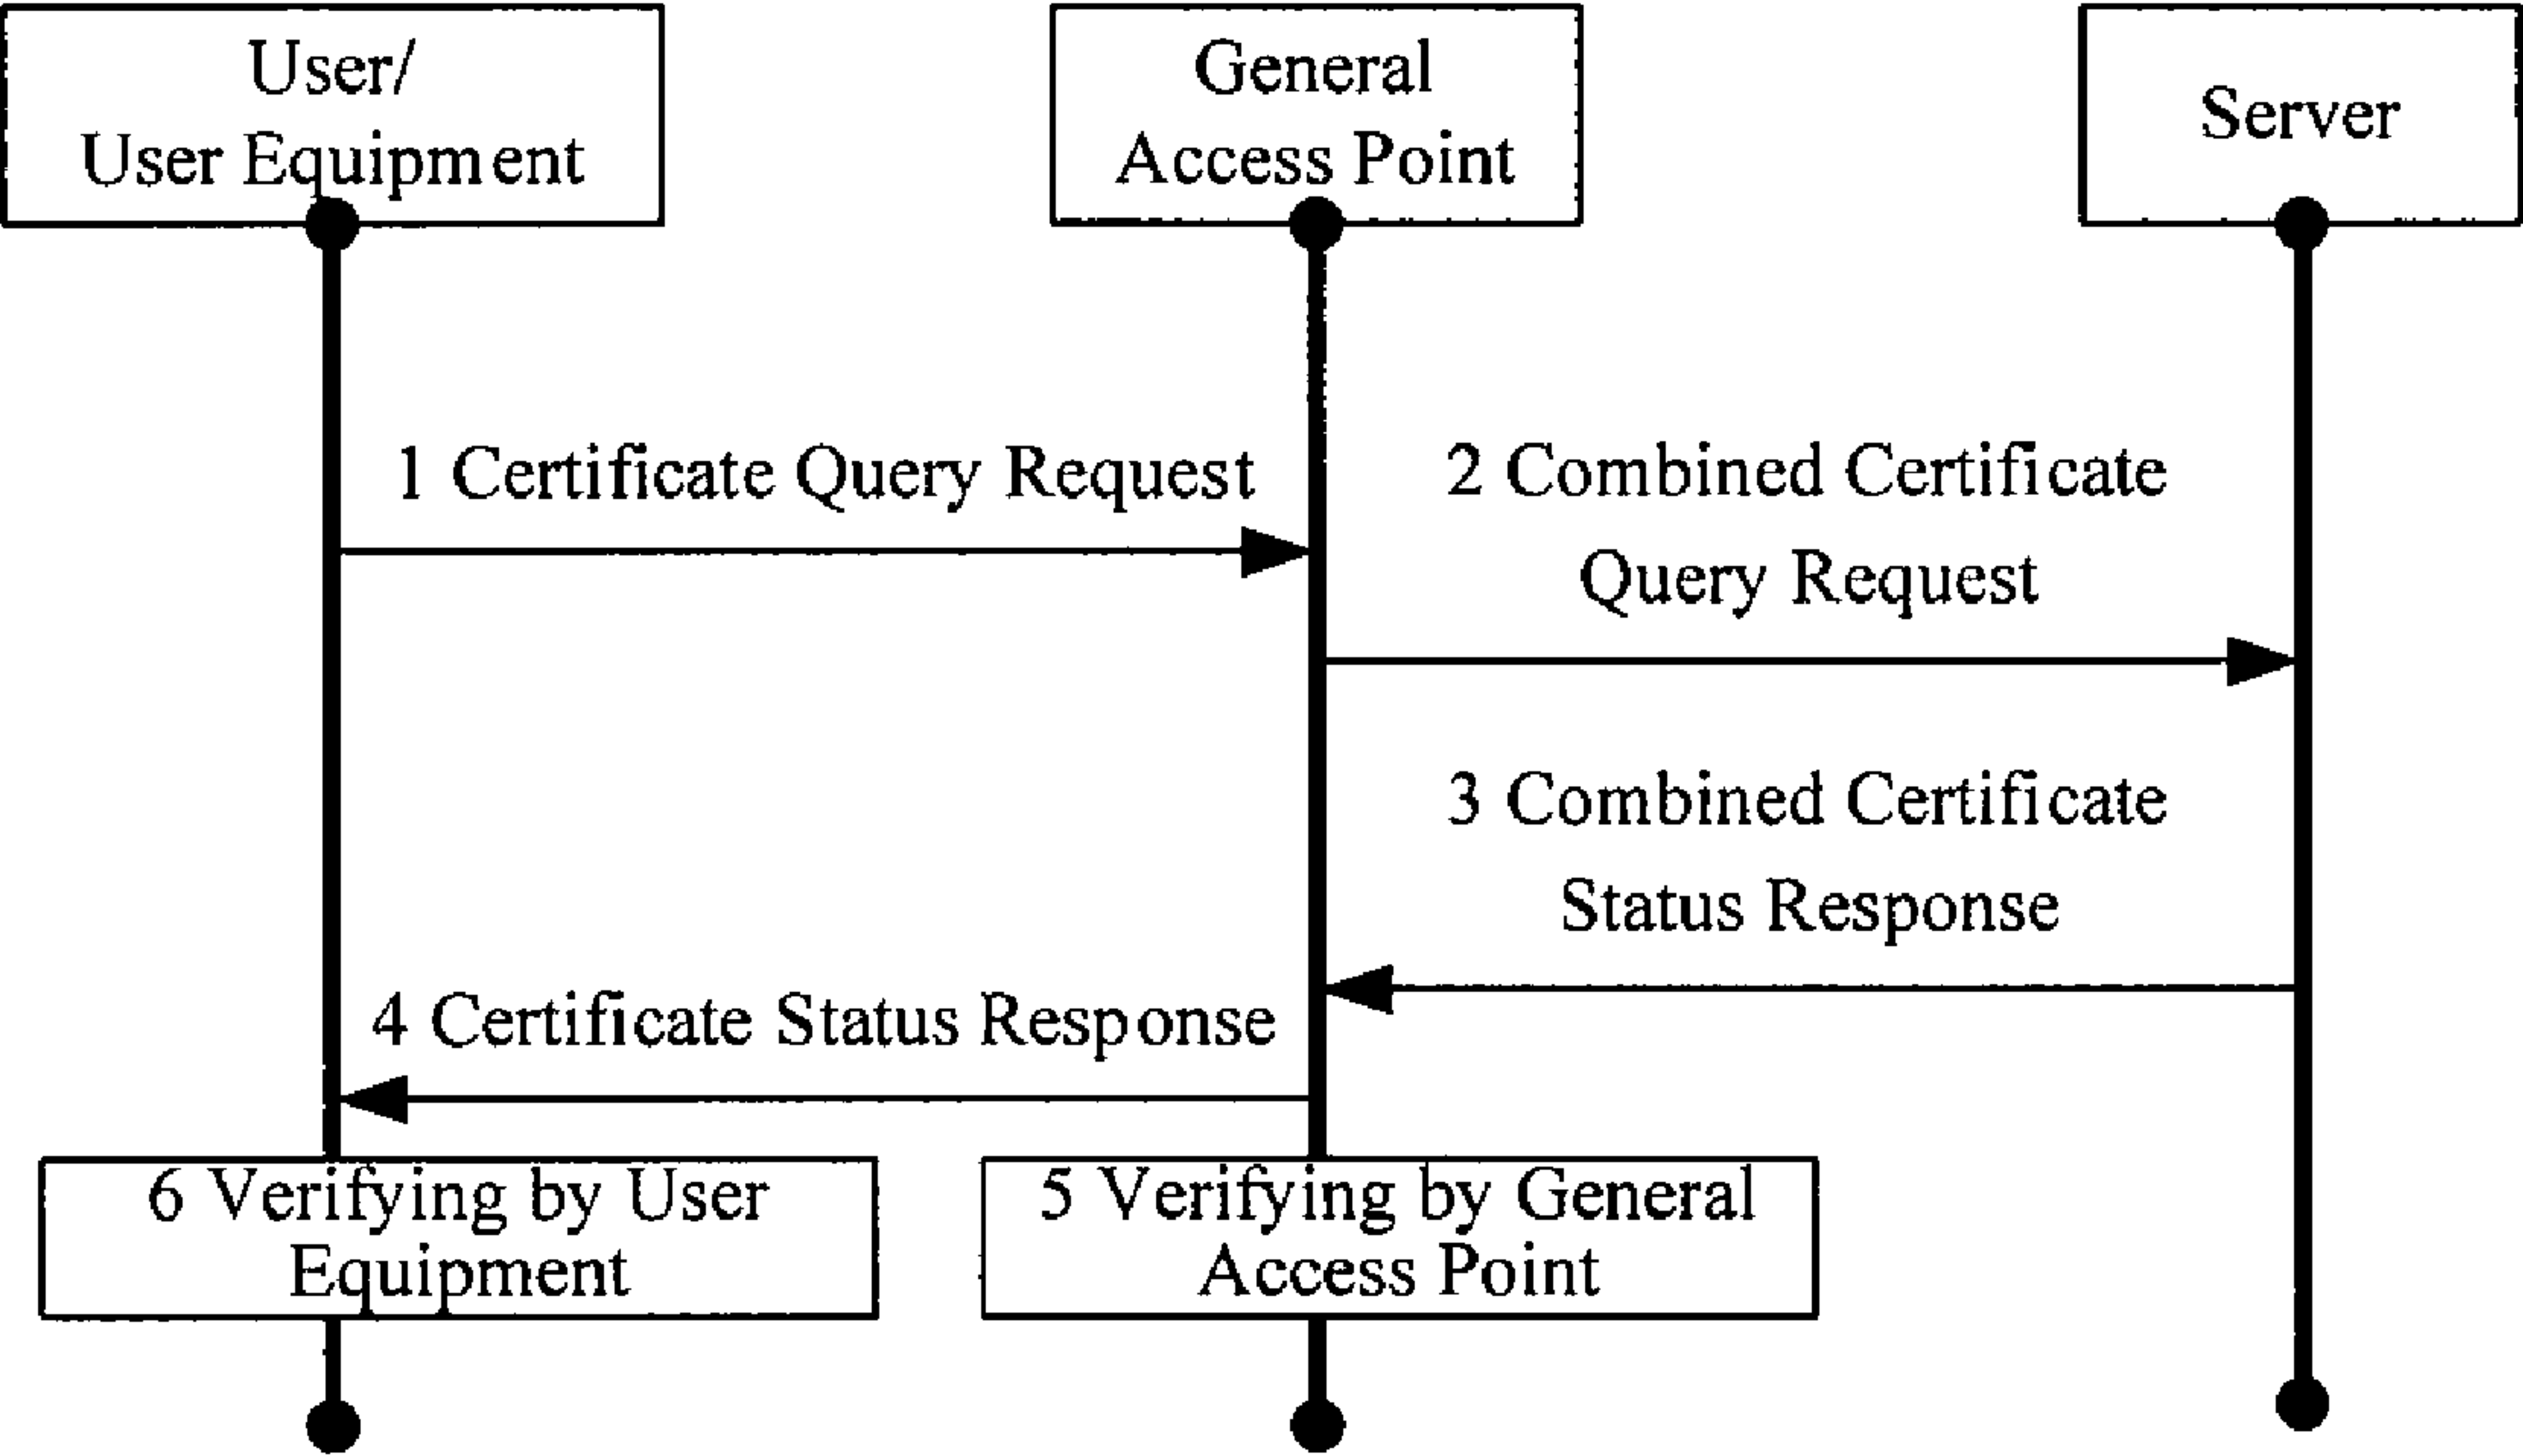 User/
User Equipment
General
Access Point
Server
1 Certificate Query Request
2 Combined Certificate
Query Request
3 Combined Certificate
Status Response
4 Certificate Status Response
6 Verifying by User
Equipment
5 Verifying by General
Access Point